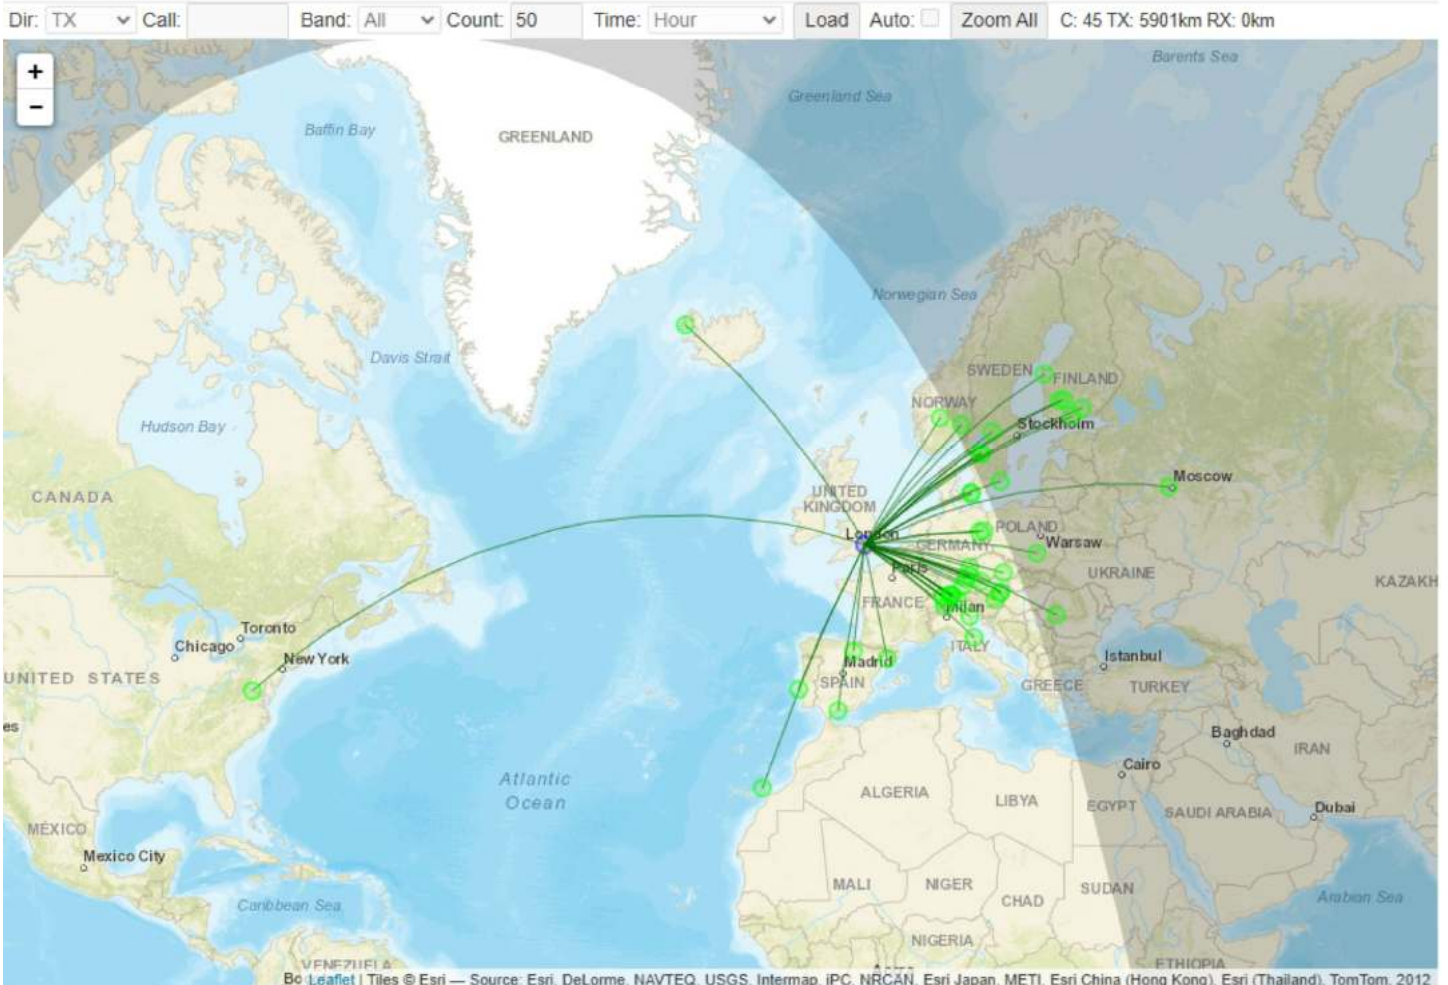 Dir: TX Call: Band: All Count: 50 Time: Hour Load Auto: Zoom All C: 45 TX: 5901km RX: 0km
+
−
Barents Sea
Greenland Sea
Baffin Bay
GREENLAND
Norwegian Sea
Davis Strait
SWEDEN
FINLAND
NORWAY
Stockholm
Hudson Bay
Moscow
CANADA
UNITED
KINGDOM
POLAND
London
GERMANY
Warsaw
Paris
UKRAINE
KAZAKH
FRANCE
Milan
Toronto
Chicago
New York
ITALY
Istanbul
Madrid
UNITED STATES
SPAIN
GREECE
TURKEY
es
Baghdad
IRAN
Cairo
Atlantic
Ocean
ALGERIA
LIBYA
EGYPT
SAUDI ARABIA
Dubai
MÉXICO
Mexico City
MALI
NIGER
CHAD
SUDAN
Caribbean Sea
Arabian Sea
NIGERIA
VENEZUELA
ETHIOPIA
Bo Leaflet | Tiles © Esri — Source: Esri, DeLorme, NAVTEQ, USGS, Intermap, iPC, NRCAN, Esri Japan, METI, Esri China (Hong Kong), Esri (Thailand), TomTom, 2012